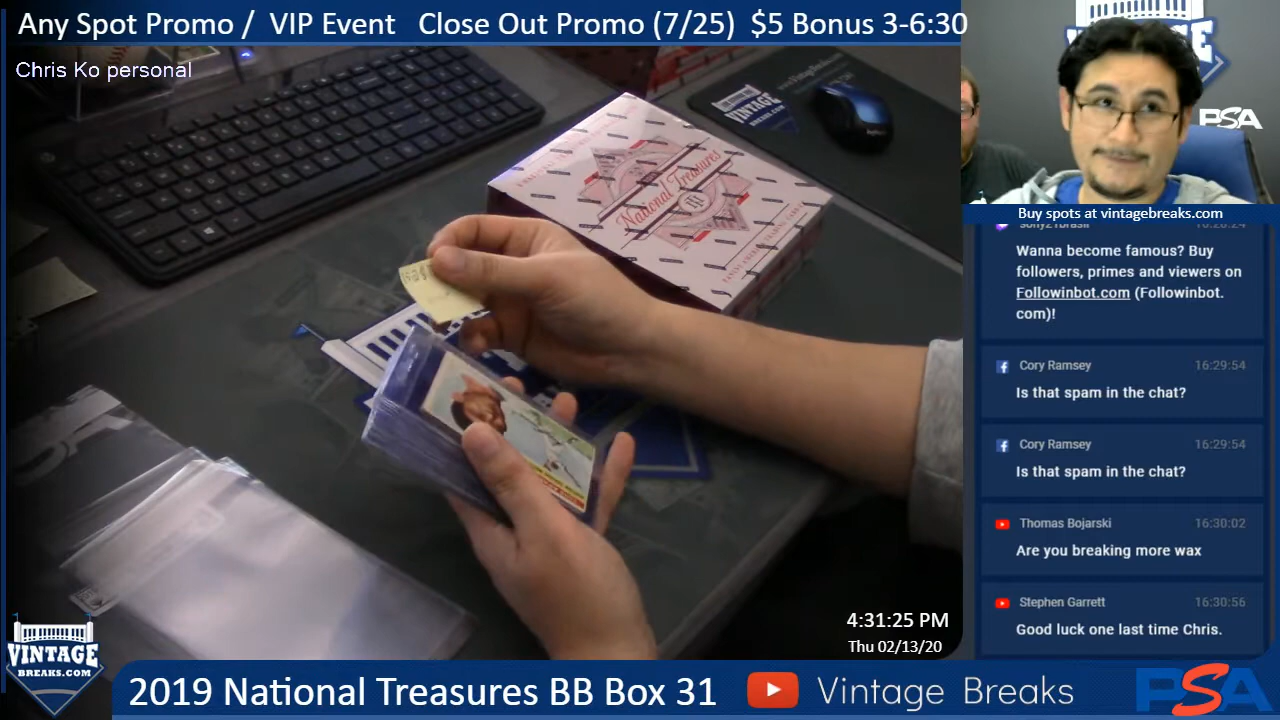 Any Spot Promo / VIP Event Close Out Promo (7/25) $5 Bonus 3-6:30
Chris Ko personal
VINTAGE
BREAKS.COM
National Treasures
PSA
Buy spots at vintagebreaks.com
Wanna become famous? Buy
followers, primes and viewers on
Followinbot.com (Followinbot.
com)!
Cory Ramsey 16:29:54
Is that spam in the chat?
Cory Ramsey 16:29:54
Is that spam in the chat?
Thomas Bojarski 16:30:02
Are you breaking more wax
Stephen Garrett 16:30:56
Good luck one last time Chris.
4:31:25 PM
Thu 02/13/20
VINTAGE
BREAKS.COM
2019 National Treasures BB Box 31
Vintage Breaks
PSA